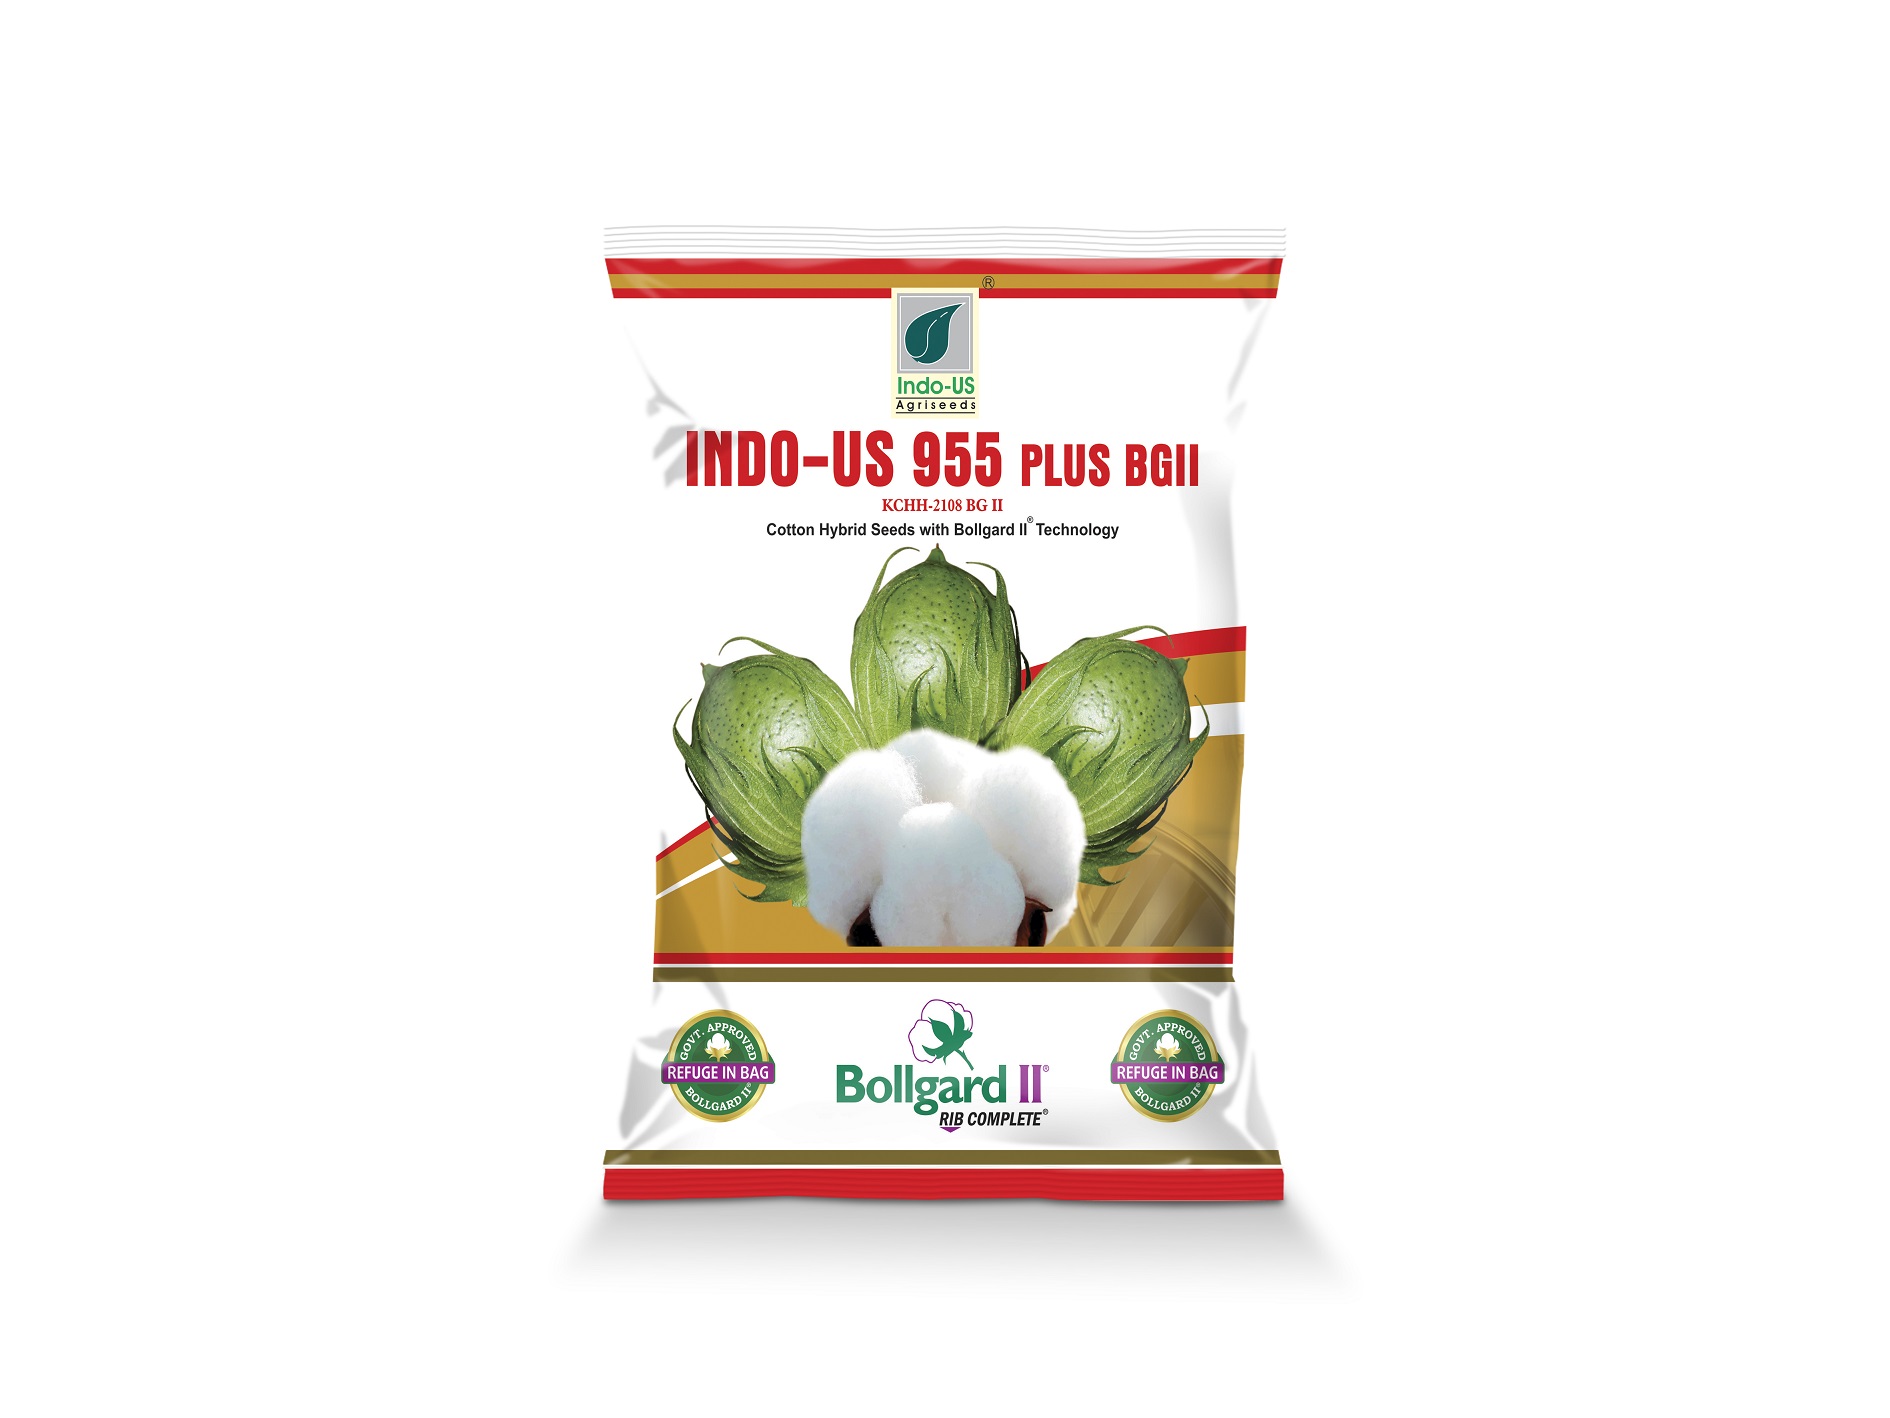 ®
Indo-US
Agriseeds
INDO-US 955 PLUS BGII
KCHH-2108 BG II
Cotton Hybrid Seeds with Bollgard II® Technology
GOVT. APPROVED
REFUGE IN BAG
BOLLGARD II®
Bollgard II®
RIB COMPLETE®
GOVT. APPROVED
REFUGE IN BAG
BOLLGARD II®